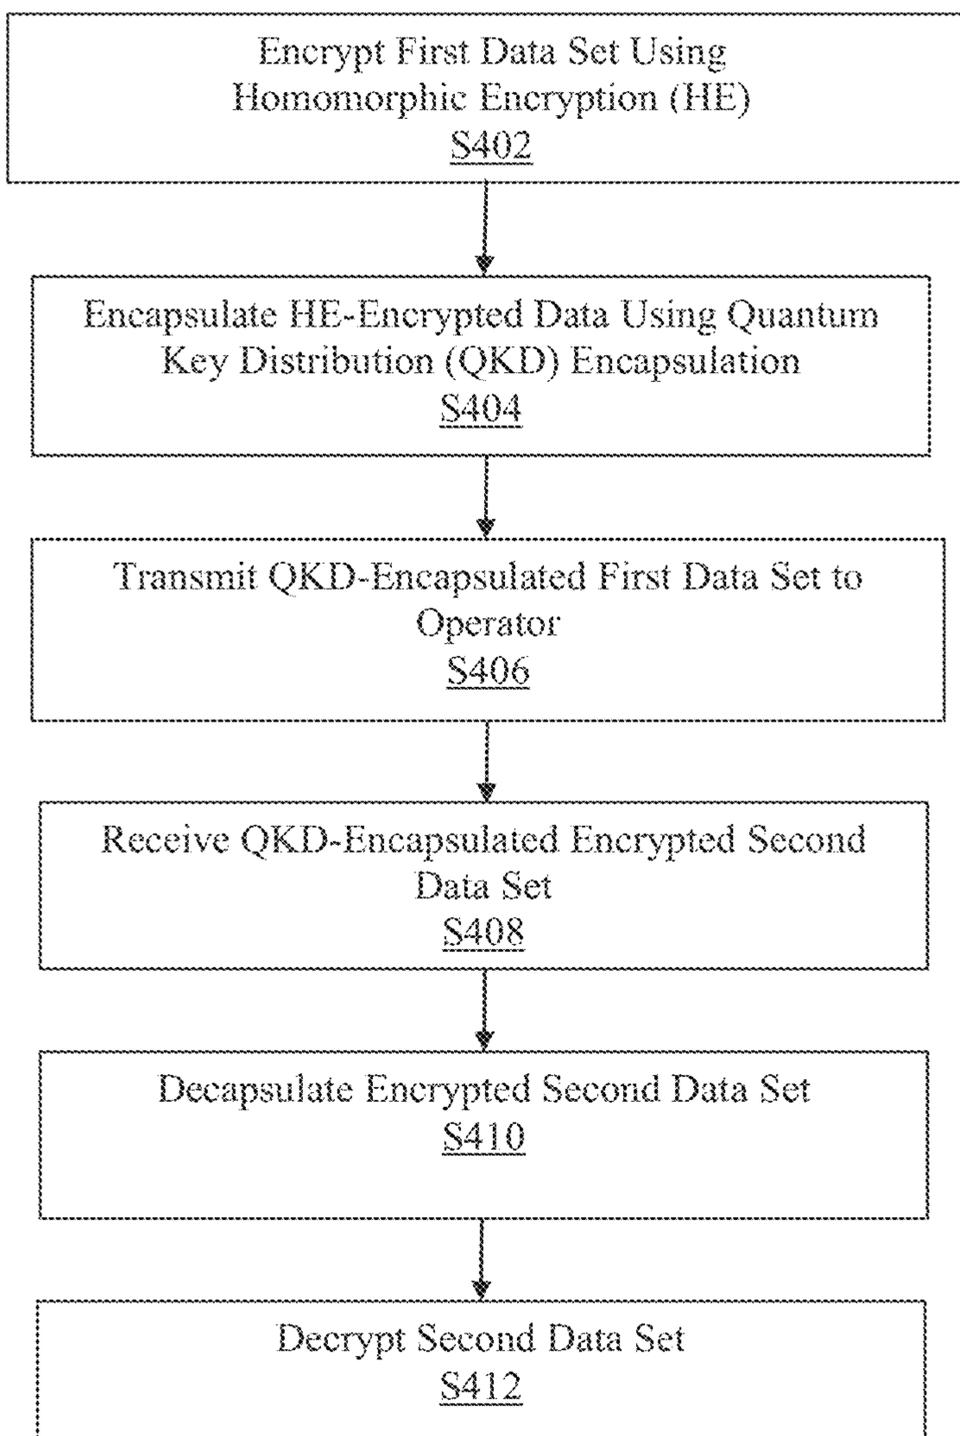 Encrypt First Data Set Using
Homomorphic Encryption (HE)
S402
Encapsulate HE-Encrypted Data Using Quantum
Key Distribution (QKD) Encapsulation
S404
Transmit QKD-Encapsulated First Data Set to
Operator
S406
Receive QKD-Encapsulated Encrypted Second
Data Set
S408
Decapsulate Encrypted Second Data Set
S410
Decrypt Second Data Set
S412